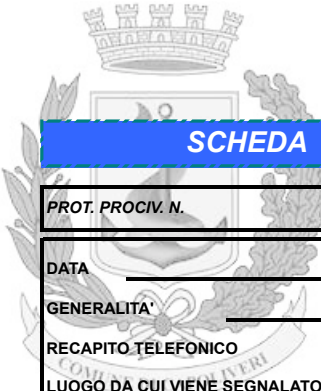 SCHEDA
PROT. PROCIV. N.
DATA
GENERALITA'
RECAPITO TELEFONICO
LUOGO DA CUI VIENE SEGNALATO